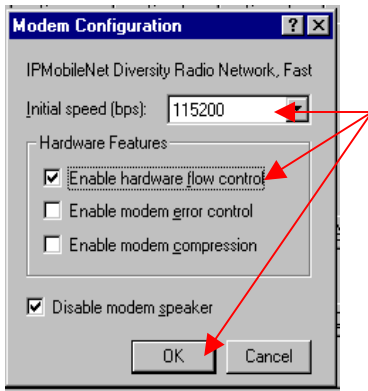 Modem Configuration
IPMobileNet Diversity Radio Network, Fast
Initial speed (bps): 115200
Hardware Features
Enable hardware flow control
Enable modem error control
Enable modem compression
Disable modem speaker
OK Cancel